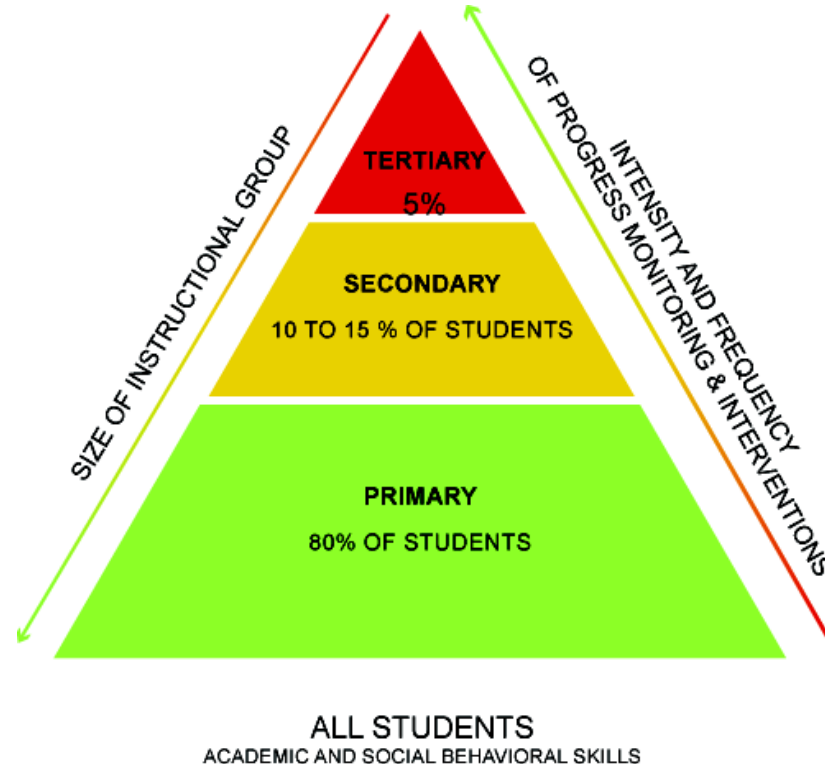 SIZE OF INSTRUCTIONAL GROUP
INTENSITY AND FREQUENCY
OF PROGRESS MONITORING & INTERVENTIONS
TERTIARY
5%
SECONDARY
10 TO 15 % OF STUDENTS
PRIMARY
80% OF STUDENTS
ALL STUDENTS
ACADEMIC AND SOCIAL BEHAVIORAL SKILLS